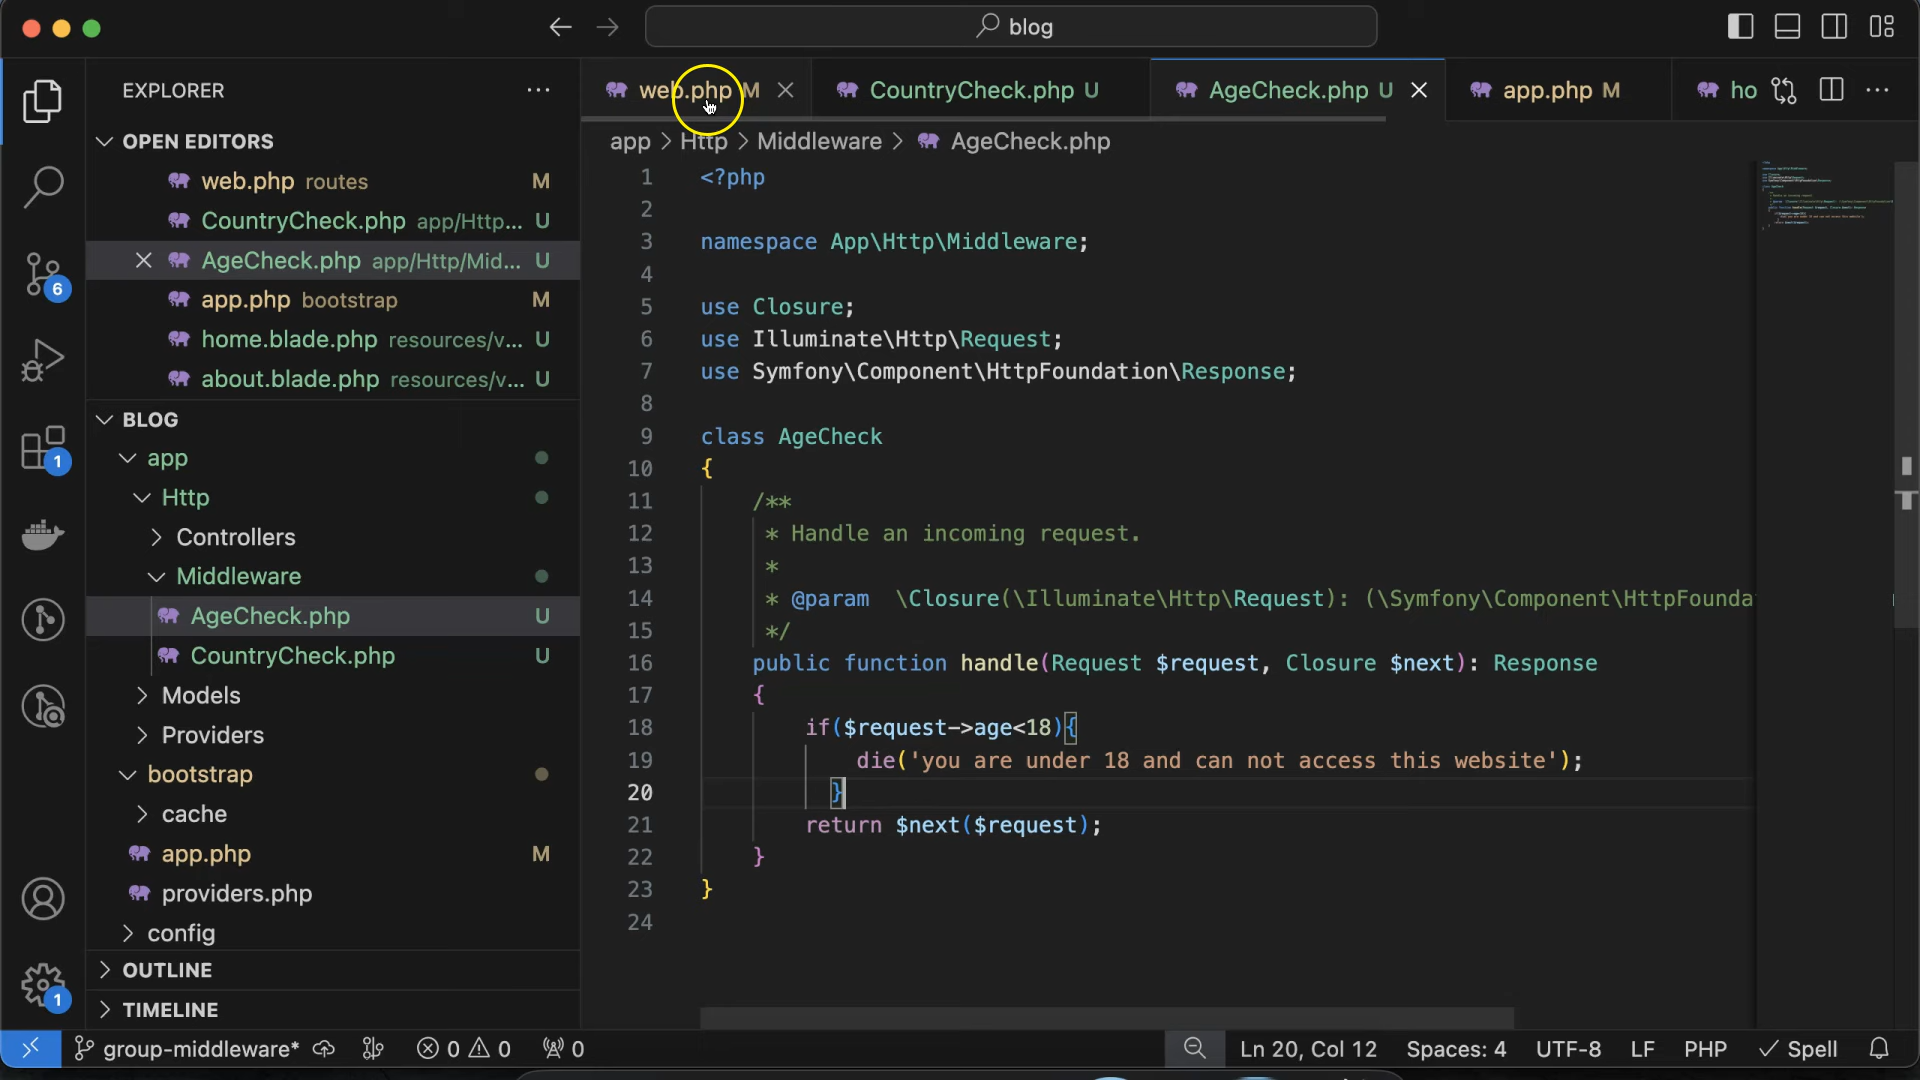 blog
EXPLORER
OPEN EDITORS
web.php routes M
CountryCheck.php app/Http... U
AgeCheck.php app/Http/Mid... U
app.php bootstrap M
home.blade.php resources/v... U
about.blade.php resources/v... U
BLOG
app
Http
Controllers
Middleware
AgeCheck.php U
CountryCheck.php U
Models
Providers
bootstrap
cache
app.php M
providers.php
config
OUTLINE
TIMELINE
6
1
1
web.php M CountryCheck.php U AgeCheck.php U app.php M ho
app > Http > Middleware > AgeCheck.php
1 <?php
2
3 namespace App\Http\Middleware;
4
5 use Closure;
6 use Illuminate\Http\Request;
7 use Symfony\Component\HttpFoundation\Response;
8
9 class AgeCheck
10 {
11 /**
12 * Handle an incoming request.
13 *
14 * @param \Closure(\Illuminate\Http\Request): (\Symfony\Component\HttpFounda
15 */
16 public function handle(Request $request, Closure $next): Response
17 {
18 if($request->age<18){
19 die('you are under 18 and can not access this website');
20 }
21 return $next($request);
22 }
23 }
24
group-middleware* 0 0 0 Ln 20, Col 12 Spaces: 4 UTF-8 LF PHP Spell